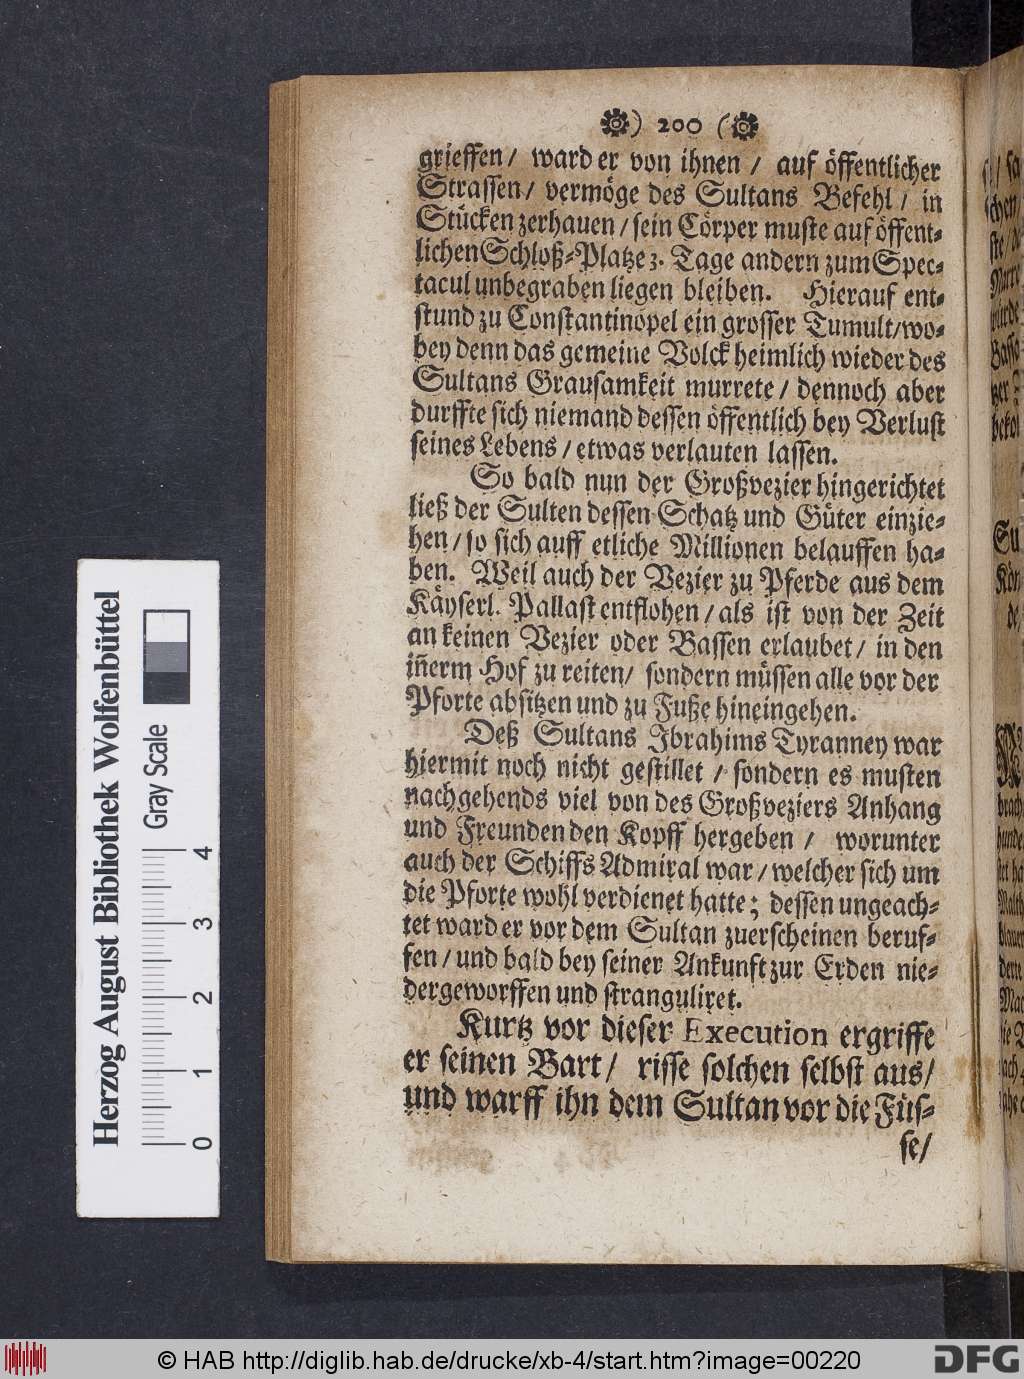 ) 200 (
grieffen/ ward er von ihnen / auf öffentlicher
Strassen/ vermöge des Sultans Befehl / in
Stücken zerhauen / sein Cörper muste auf öffent-
lichen Schloß-Platze 3. Tage andern zum Spec-
tacul unbegraben liegen bleiben. Hierauf ent-
stund zu Constantinopel ein grosser Tumult/wo-
bey denn das gemeine Volck heimlich wieder des
Sultans Grausamkeit murrete / dennoch aber
durffte sich niemand dessen öffentlich bey Verlust
seines Lebens / etwas verlauten lassen.
So bald nun der Großvezier hingerichtet
ließ der Sulten dessen Schatz und Güter einzie-
hen / so sich auff etliche Millionen belauffen ha-
ben. Weil auch der Vezier zu Pferde aus dem
Käyserl. Pallast entflohen / als ist von der Zeit
an keinen Vezier oder Bassen erlaubet / in den
iñerm Hof zu reiten/ sondern müssen alle vor der
Pforte absitzen und zu Fuße hineingehen.
Deß Sultans Ibrahims Tyranney war
hiermit noch nicht gestillet / sondern es musten
nachgehends viel von des Großveziers Anhang
und Freunden den Kopff hergeben / worunter
auch der Schiffs Admiral war / welcher sich um
die Pforte wohl verdienet hatte; dessen ungeach-
tet ward er vor dem Sultan zuerscheinen beruf-
fen / und bald bey seiner Ankunft zur Erden nie-
dergeworffen und stranguliret.
Kurtz vor dieser Execution ergriffe
er seinen Bart / risse solchen selbst aus/
und warff ihn dem Sultan vor die Füs-
se/
Herzog August Bibliothek Wolfenbüttel
Gray Scale
0 1 2 3 4
© HAB http://diglib.hab.de/drucke/xb-4/start.htm?image=00220
DFG